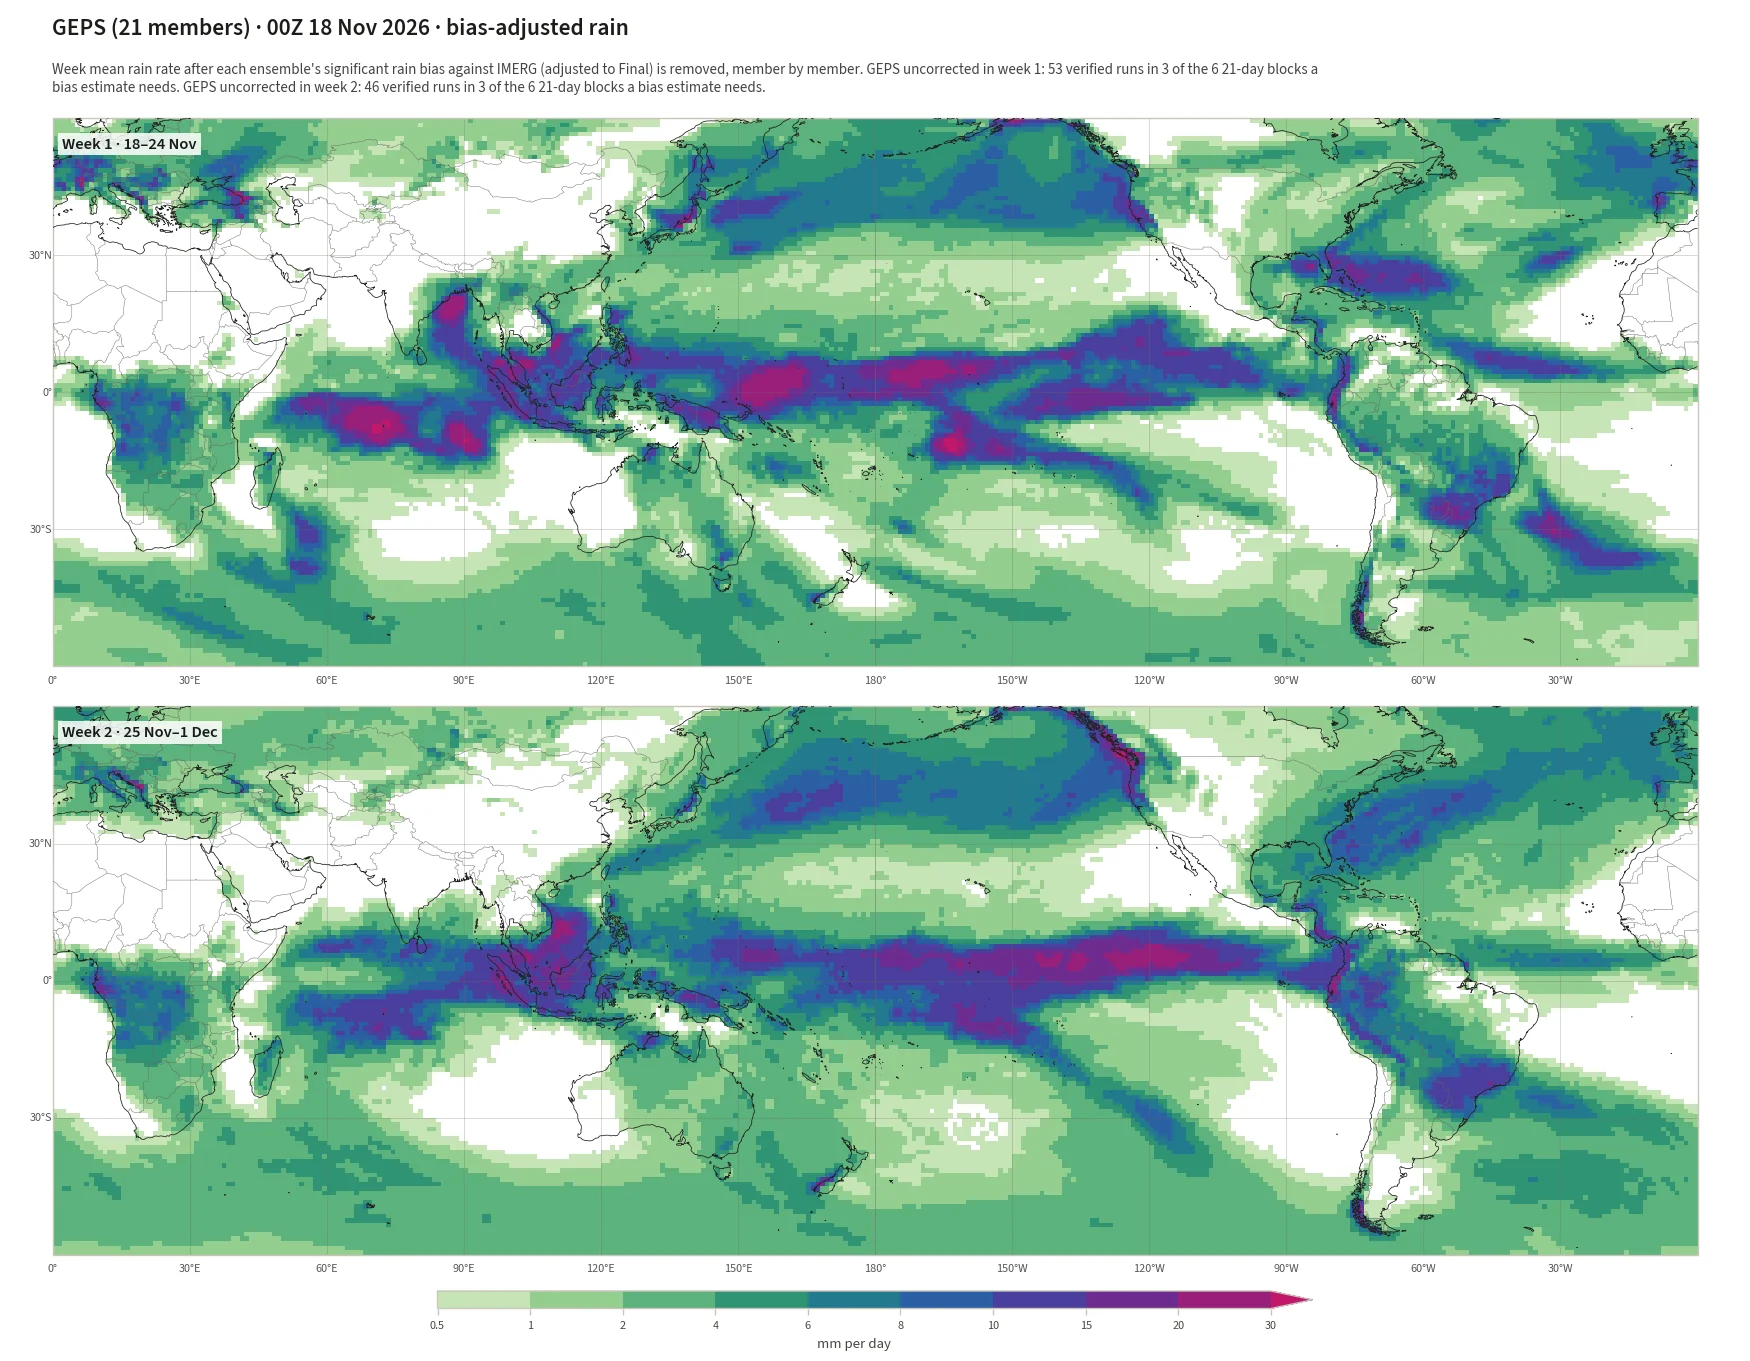 GEPS (21 members) · 00Z 18 Nov 2026 · bias-adjusted rain
Week mean rain rate after each ensemble's significant rain bias against IMERG (adjusted to Final) is removed, member by member. GEPS uncorrected in week 1: 53 verified runs in 3 of the 6 21-day blocks a
bias estimate needs. GEPS uncorrected in week 2: 46 verified runs in 3 of the 6 21-day blocks a bias estimate needs.
Week 1 · 18–24 Nov
30°N
0°
30°S
0° 30°E 60°E 90°E 120°E 150°E 180° 150°W 120°W 90°W 60°W 30°W
Week 2 · 25 Nov–1 Dec
30°N
0°
30°S
0° 30°E 60°E 90°E 120°E 150°E 180° 150°W 120°W 90°W 60°W 30°W
0.5 1 2 4 6 8 10 15 20 30
mm per day